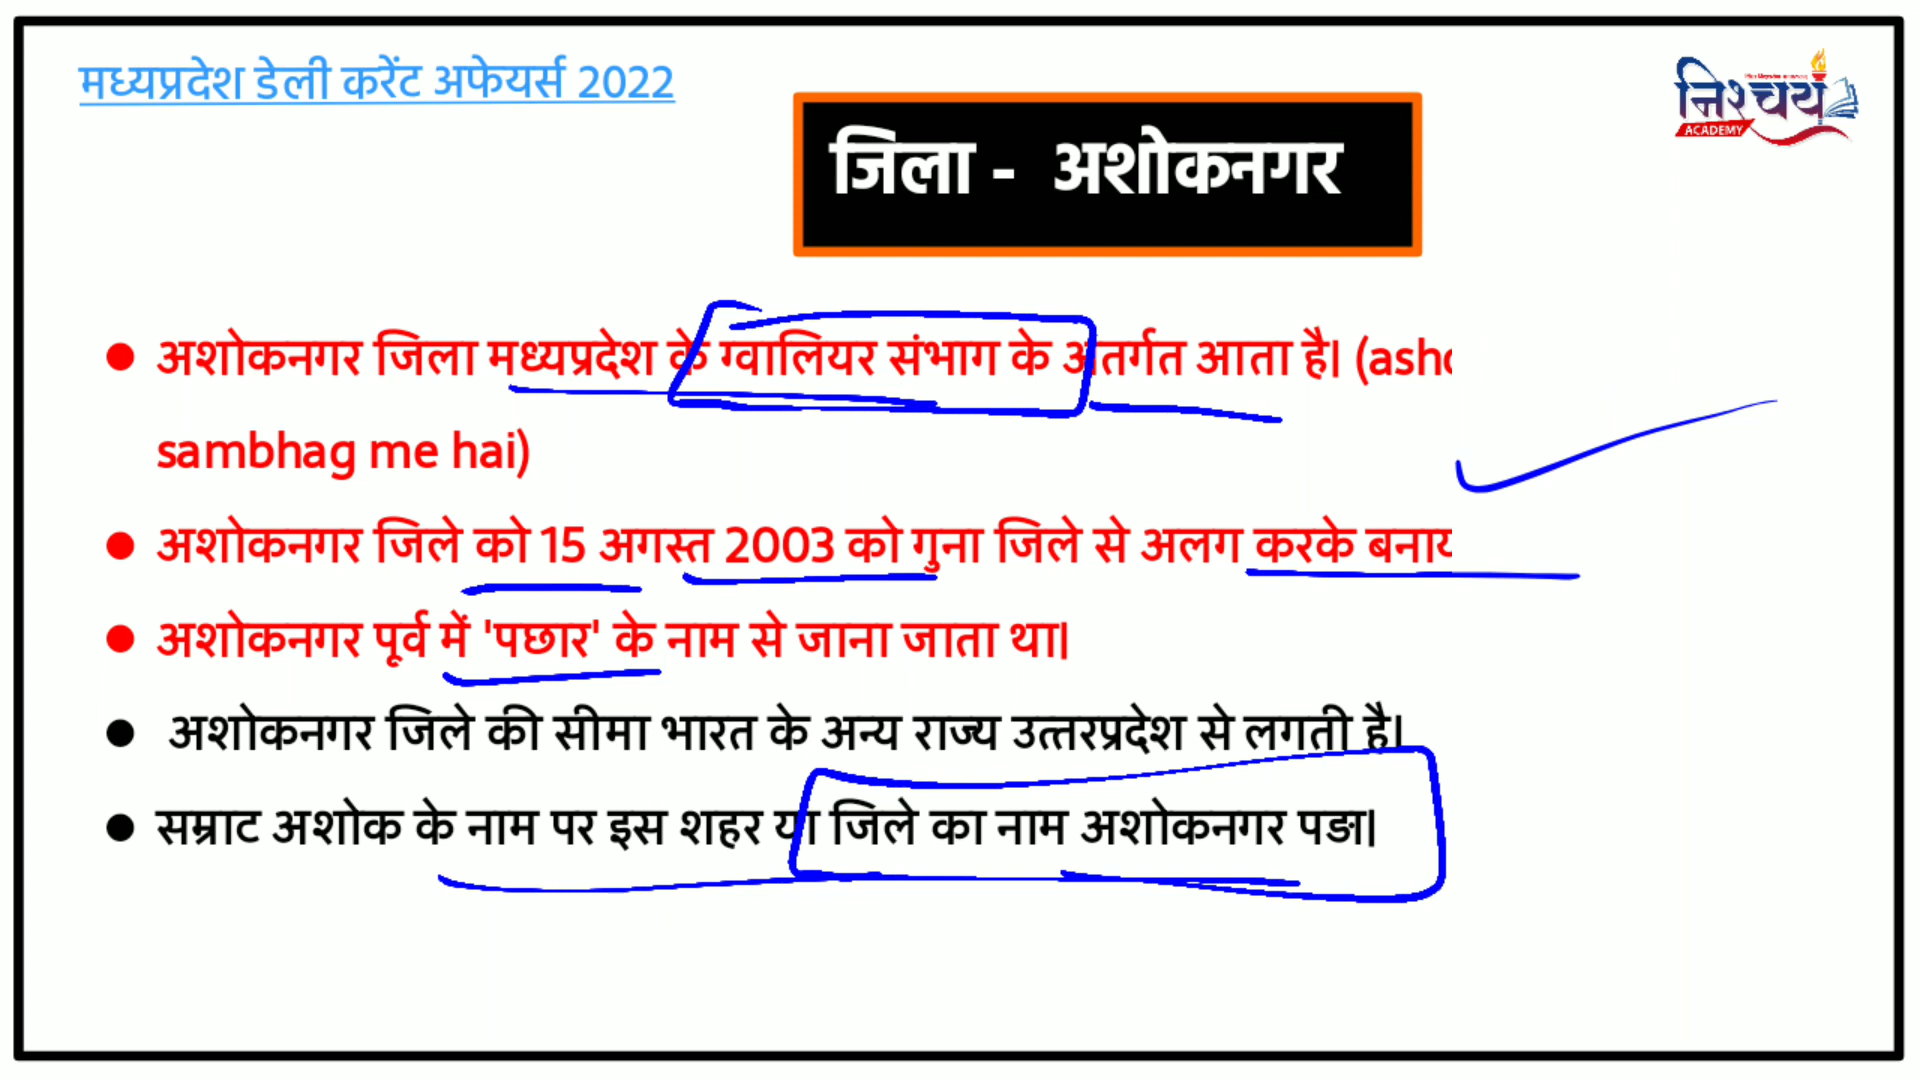 मध्यप्रदेश डेली करेंट अफेयर्स 2022
निश्चय
ACADEMY
जिला - अशोकनगर
अशोकनगर जिला मध्यप्रदेश के ग्वालियर संभाग के अंतर्गत आता है। (asho
sambhag me hai)
अशोकनगर जिले को 15 अगस्त 2003 को गुना जिले से अलग करके बनाय
अशोकनगर पूर्व में 'पछार' के नाम से जाना जाता था।
अशोकनगर जिले की सीमा भारत के अन्य राज्य उत्तरप्रदेश से लगती है।
सम्राट अशोक के नाम पर इस शहर या जिले का नाम अशोकनगर पङा।